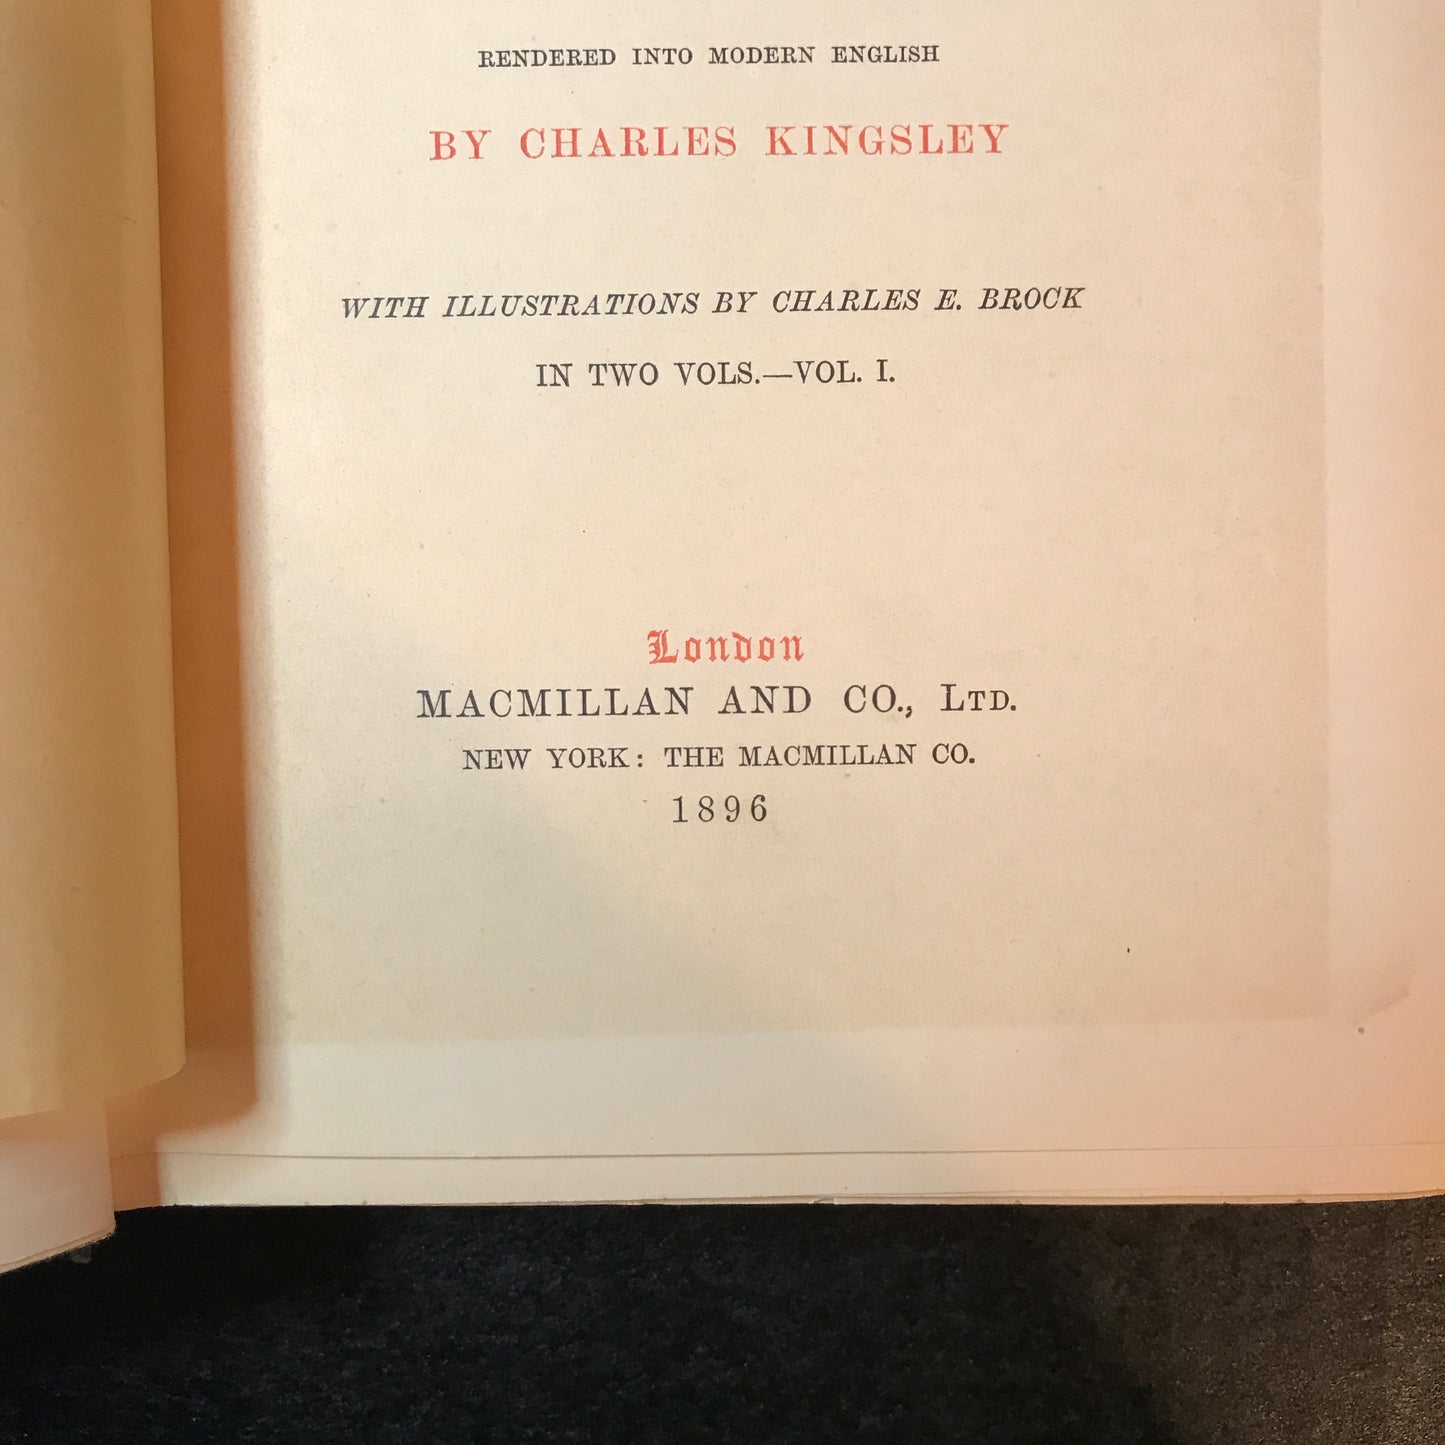 RENDERED INTO MODERN ENGLISH
BY CHARLES KINGSLEY
WITH ILLUSTRATIONS BY CHARLES E. BROCK
IN TWO VOLS.—VOL. I.
London
MACMILLAN AND CO., LTD.
NEW YORK: THE MACMILLAN CO.
1896